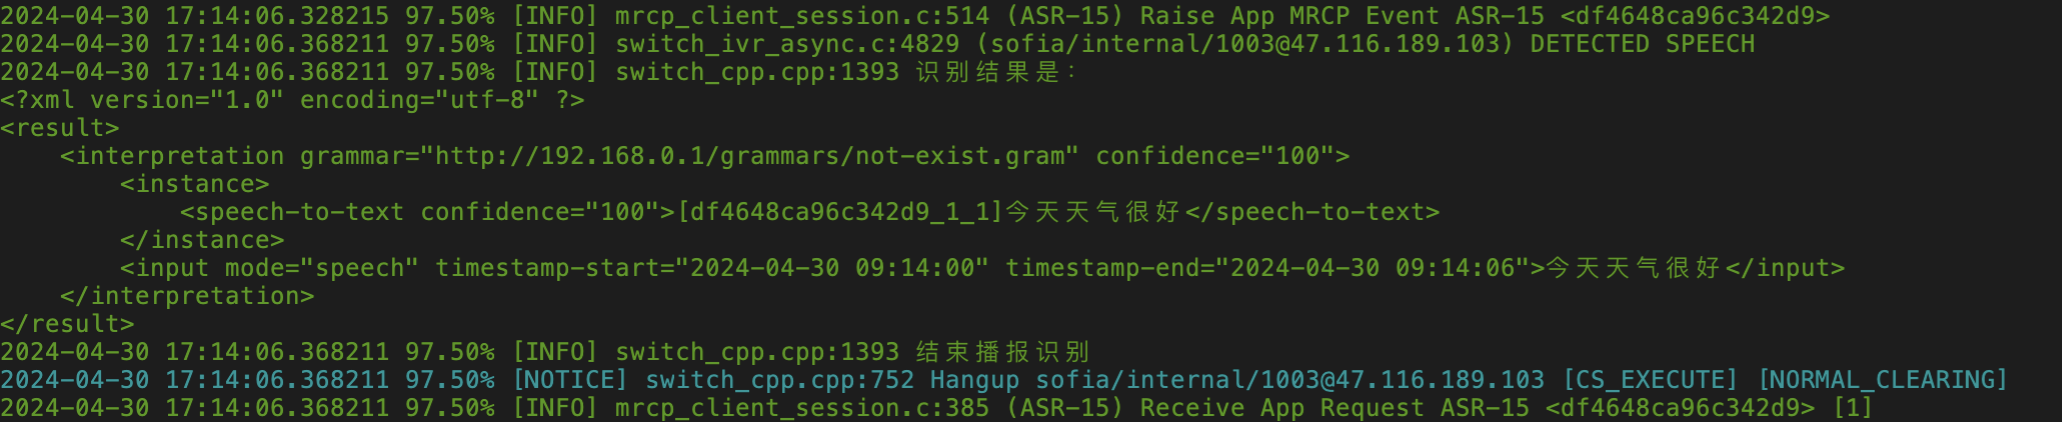 2024-04-30 17:14:06.328215 97.50% [INFO] mrcp_client_session.c:514 (ASR-15) Raise App MRCP Event ASR-15 <df4648ca96c342d9>
2024-04-30 17:14:06.368211 97.50% [INFO] switch_ivr_async.c:4829 (sofia/internal/1003@47.116.189.103) DETECTED SPEECH
2024-04-30 17:14:06.368211 97.50% [INFO] switch_cpp.cpp:1393 识别结果是：
<?xml version="1.0" encoding="utf-8" ?>
<result>
    <interpretation grammar="http://192.168.0.1/grammars/not-exist.gram" confidence="100">
        <instance>
            <speech-to-text confidence="100">[df4648ca96c342d9_1_1]今天天气很好</speech-to-text>
        </instance>
        <input mode="speech" timestamp-start="2024-04-30 09:14:00" timestamp-end="2024-04-30 09:14:06">今天天气很好</input>
    </interpretation>
</result>
2024-04-30 17:14:06.368211 97.50% [INFO] switch_cpp.cpp:1393 结束播报识别
2024-04-30 17:14:06.368211 97.50% [NOTICE] switch_cpp.cpp:752 Hangup sofia/internal/1003@47.116.189.103 [CS_EXECUTE] [NORMAL_CLEARING]
2024-04-30 17:14:06.368211 97.50% [INFO] mrcp_client_session.c:385 (ASR-15) Receive App Request ASR-15 <df4648ca96c342d9> [1]